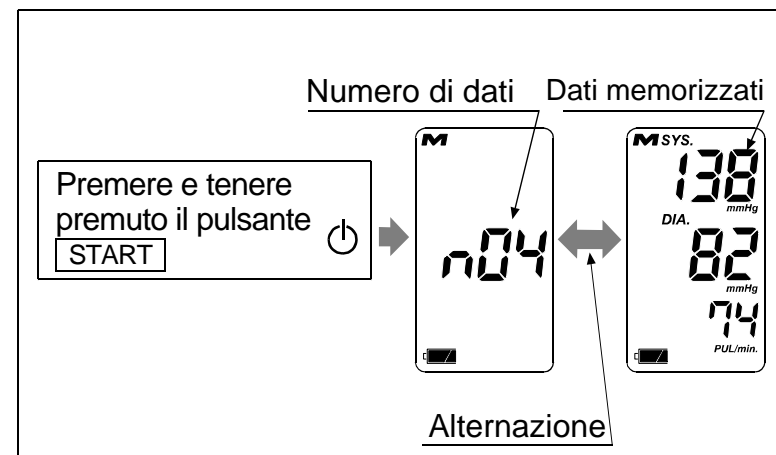 Numero di dati
Dati memorizzati
Premere e tenere
premuto il pulsante
START
M
n04
M SYS.
138
mmHg
DIA.
82
mmHg
74
PUL/min.
Alternazione